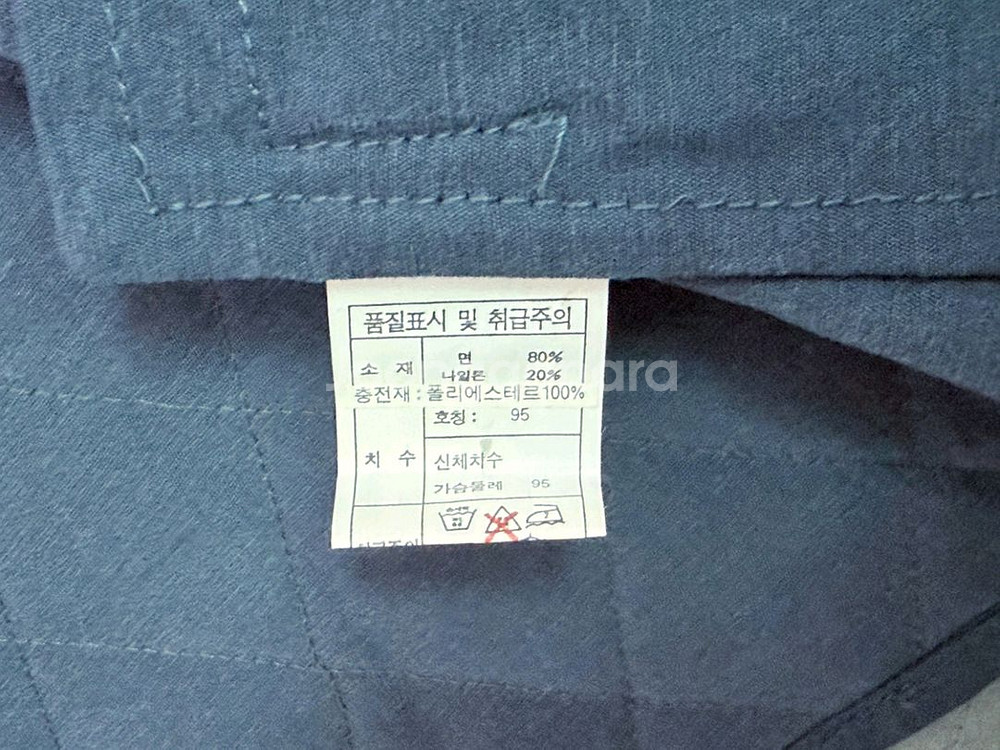 품질표시 및 취급주의
소 재 면 80%
나일론 20%
충전재 : 폴리에스테르100%
호칭 : 95
치 수 신체치수
가슴둘레 95